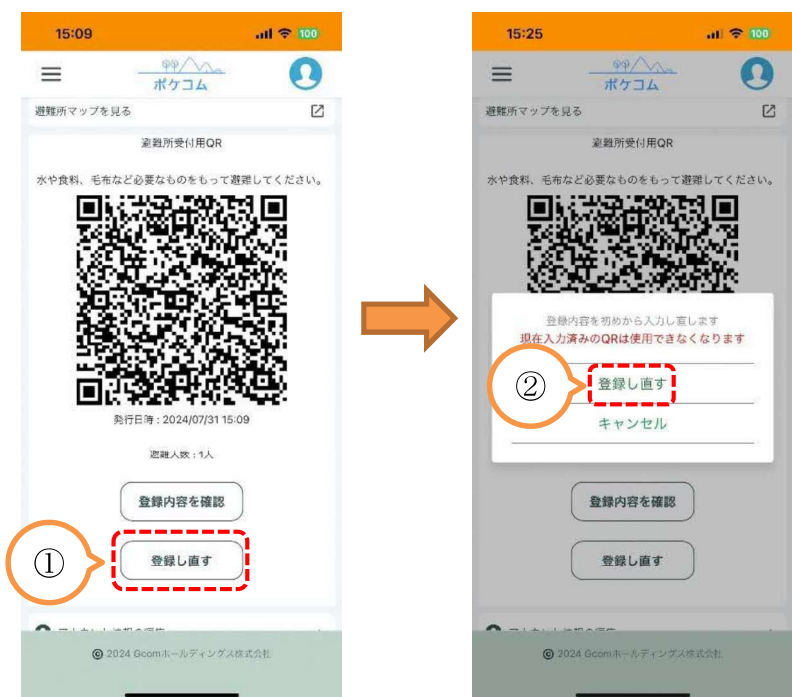 15:09
100
ポケコム
避難所マップを見る
避難所受付用QR
水や食料、毛布など必要なものをもって避難してください。
発行日時：2024/07/31 15:09
避難人数：1人
登録内容を確認
①
登録し直す
© 2024 Gcomホールディングス株式会社
15:25
100
ポケコム
避難所マップを見る
避難所受付用QR
水や食料、毛布など必要なものをもって避難してください。
登録内容を初めから入力し直します
現在入力済みのQRは使用できなくなります
②
登録し直す
キャンセル
登録内容を確認
登録し直す
© 2024 Gcomホールディングス株式会社